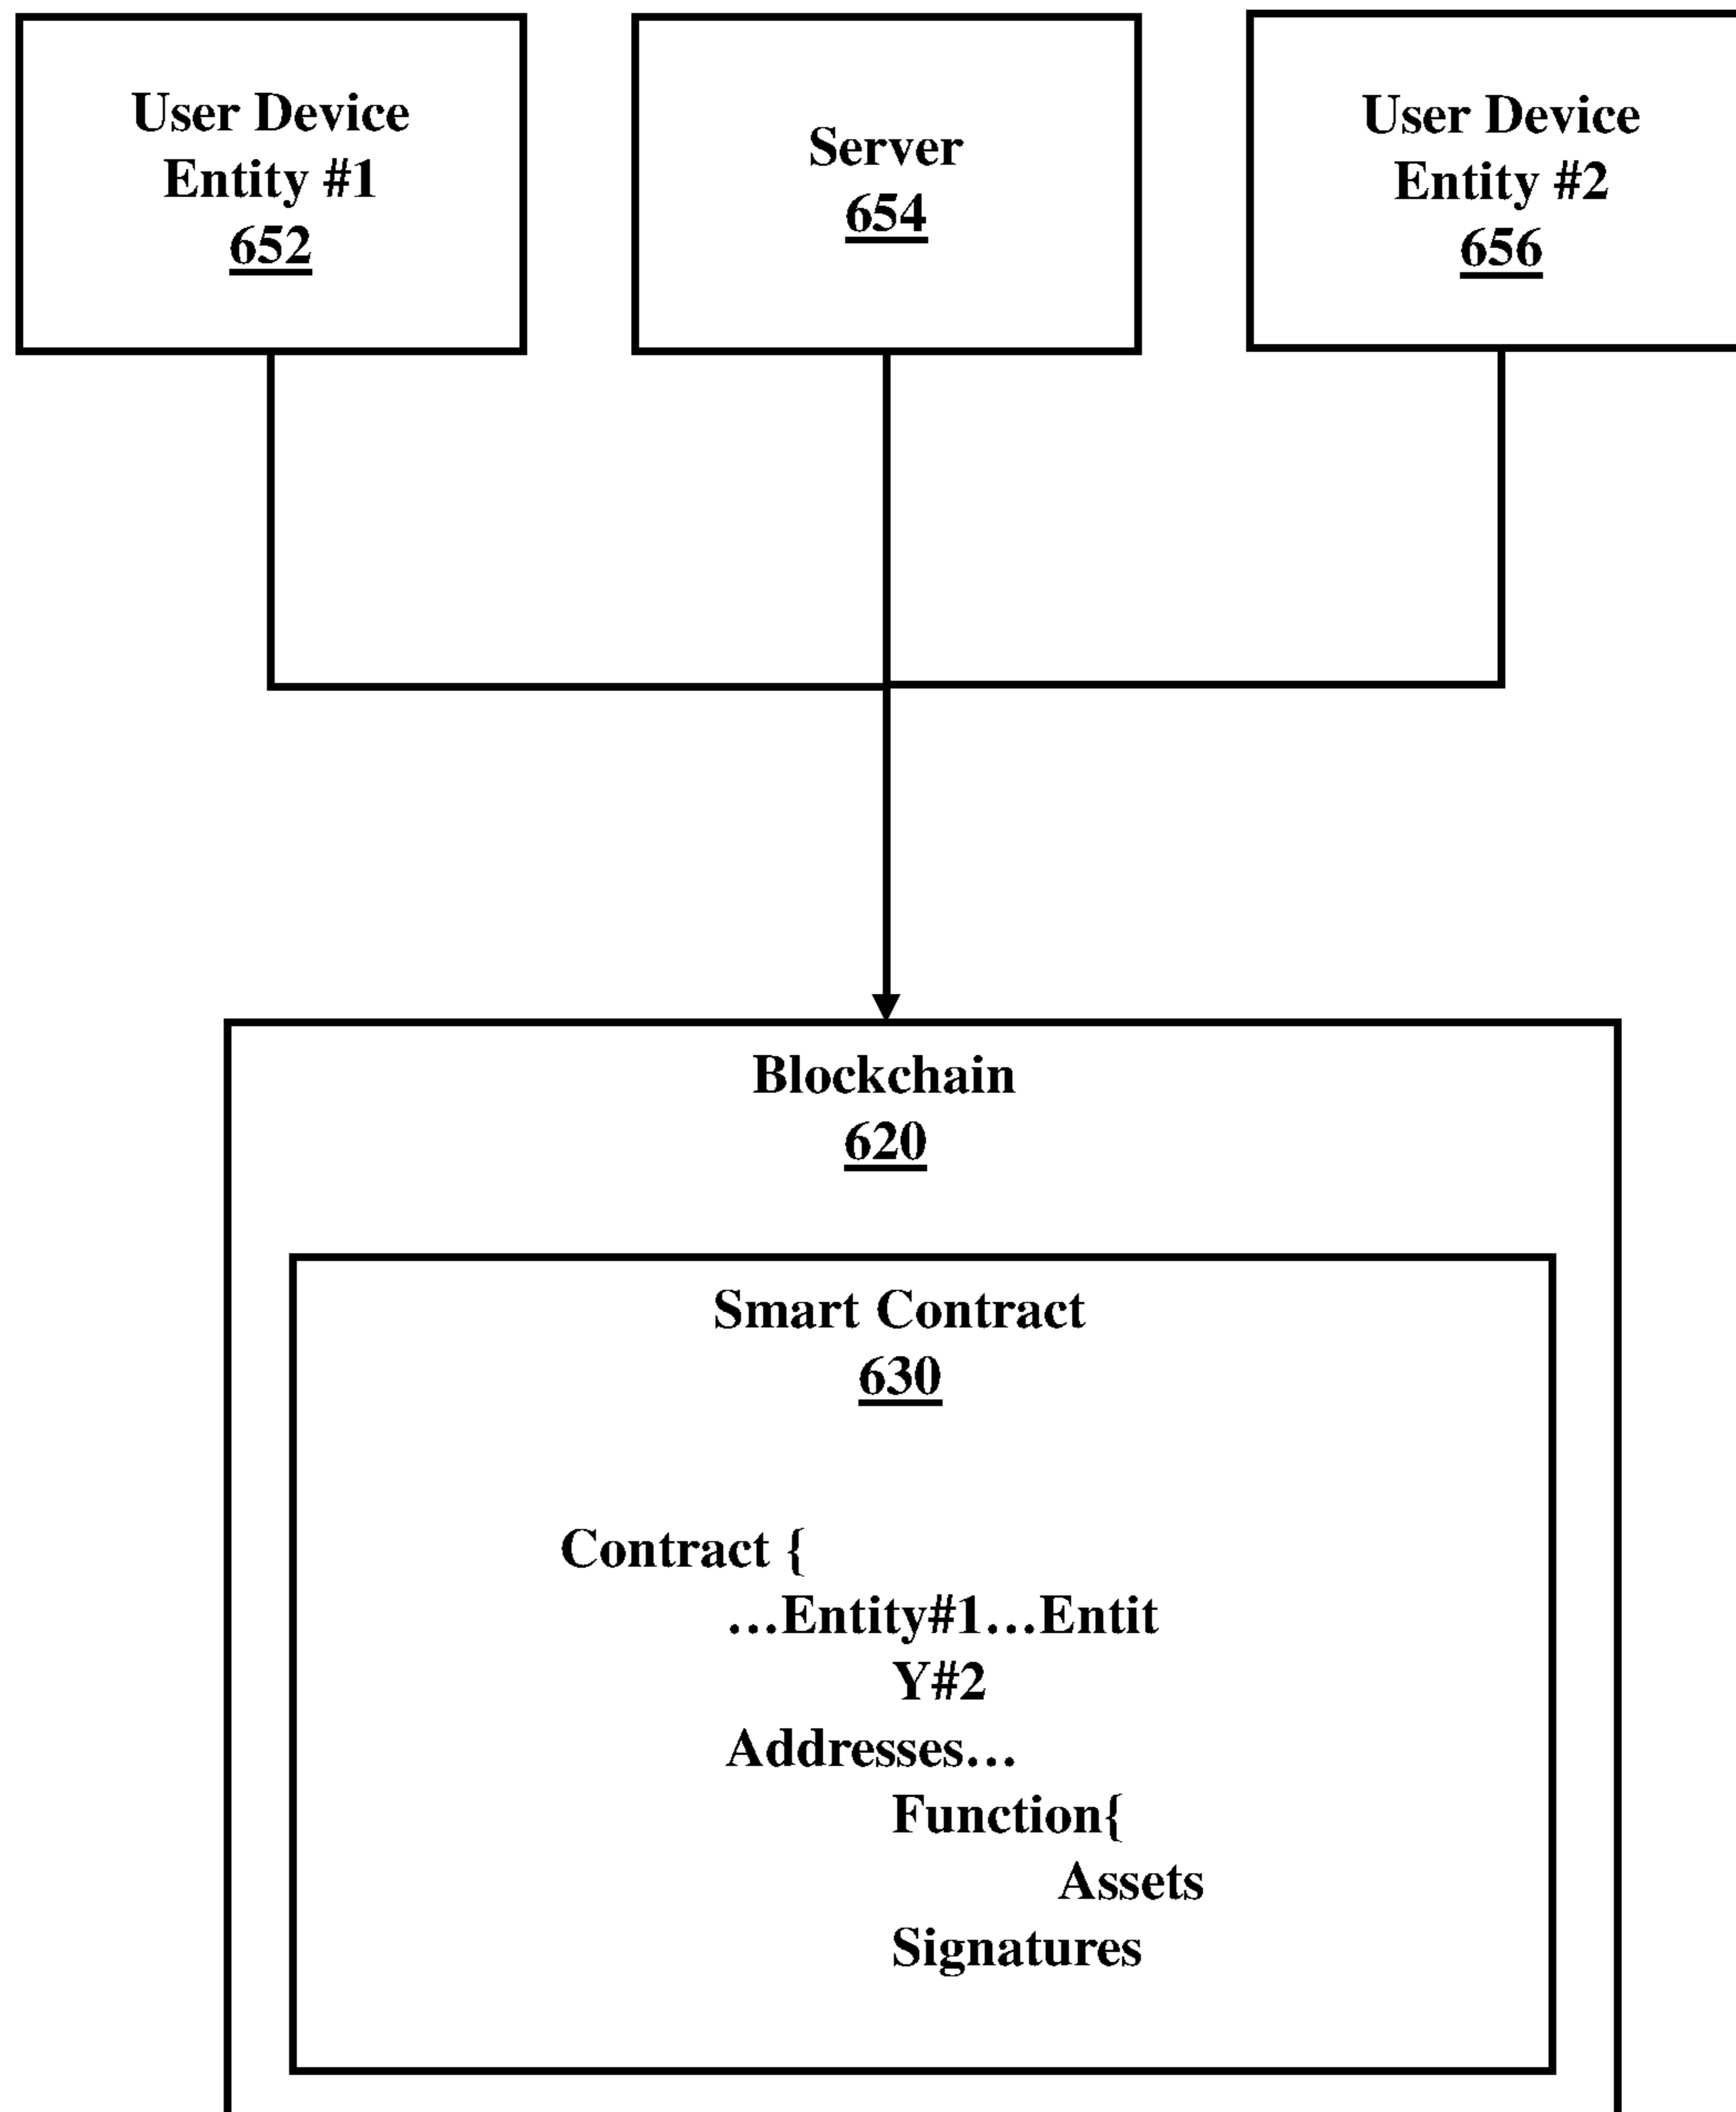 User Device
Entity #1
652
Server
654
User Device
Entity #2
656
Blockchain
620
Smart Contract
630
Contract {
…Entity#1…Entit
Y#2
Addresses…
Function{
Assets
Signatures